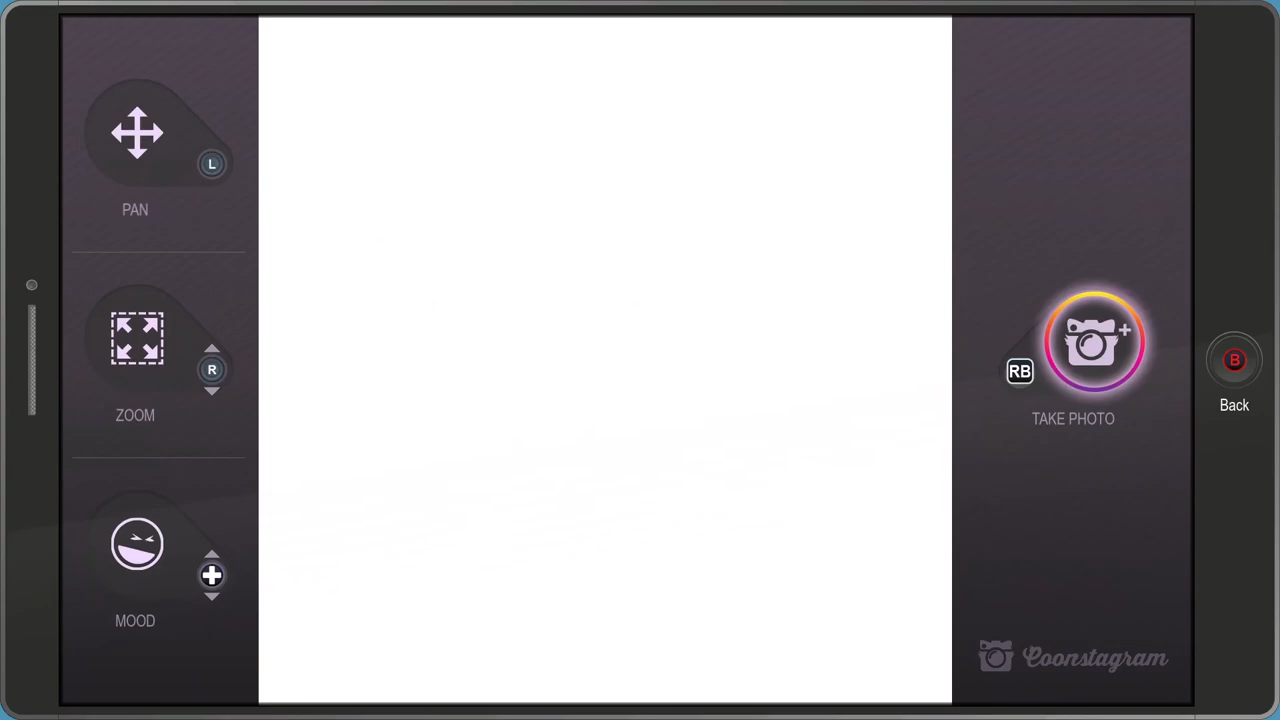 L
PAN
R
ZOOM
MOOD
RB
TAKE PHOTO
B
Back
Coonstagram